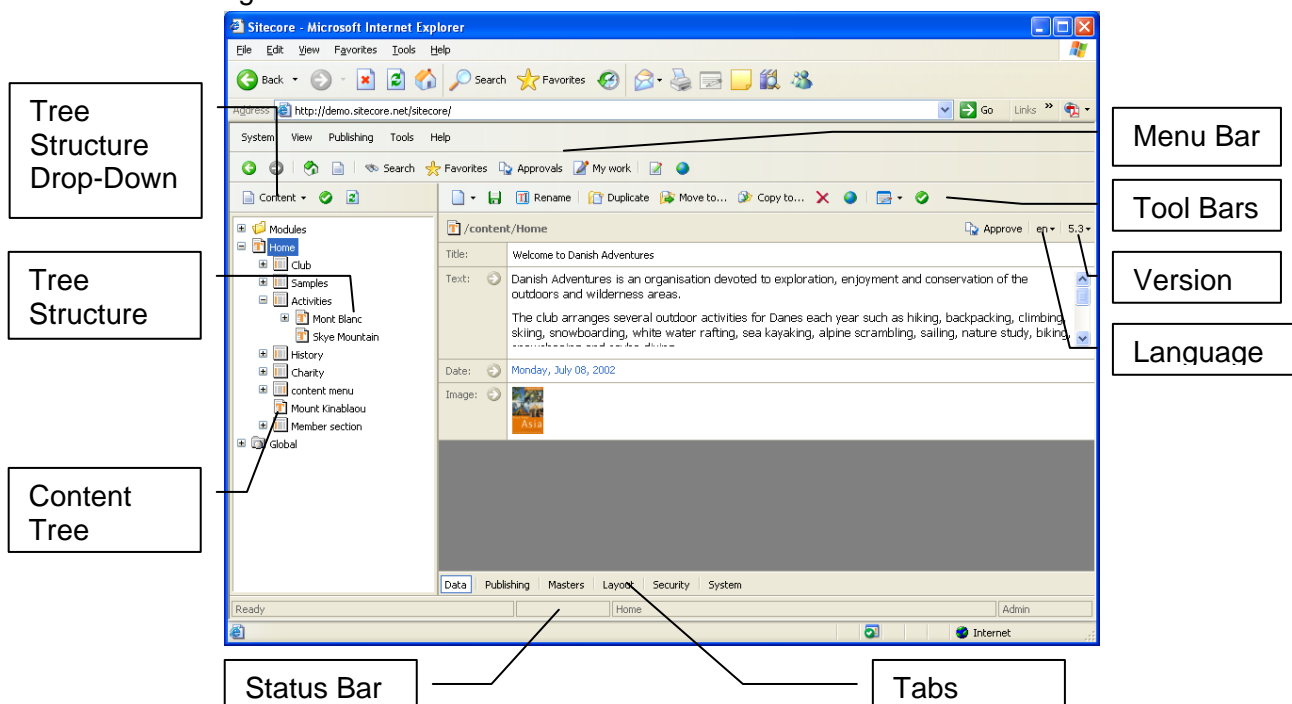 Sitecore - Microsoft Internet Explorer
File Edit View Favorites Tools Help
Back Search Favorites
Address http://demo.sitecore.net/sitecore/ Go Links »
System View Publishing Tools Help
Search Favorites Approvals My work
Content Rename Duplicate Move to... Copy to...
Modules
Home
Club
Samples
Activities
Mont Blanc
Skye Mountain
History
Charity
content menu
Mount Kinablaou
Member section
Global
/content/Home Approve en 5.3
Title: Welcome to Danish Adventures
Text: Danish Adventures is an organisation devoted to exploration, enjoyment and conservation of the
outdoors and wilderness areas.
The club arranges several outdoor activities for Danes each year such as hiking, backpacking, climbing,
skiing, snowboarding, white water rafting, sea kayaking, alpine scrambling, sailing, nature study, biking,
Date: Monday, July 08, 2002
Image:
Asia
Data Publishing Masters Layout Security System
Ready Home Admin
Internet
Tree
Structure
Drop-Down
Tree
Structure
Content
Tree
Menu Bar
Tool Bars
Version
Language
Status Bar
Tabs